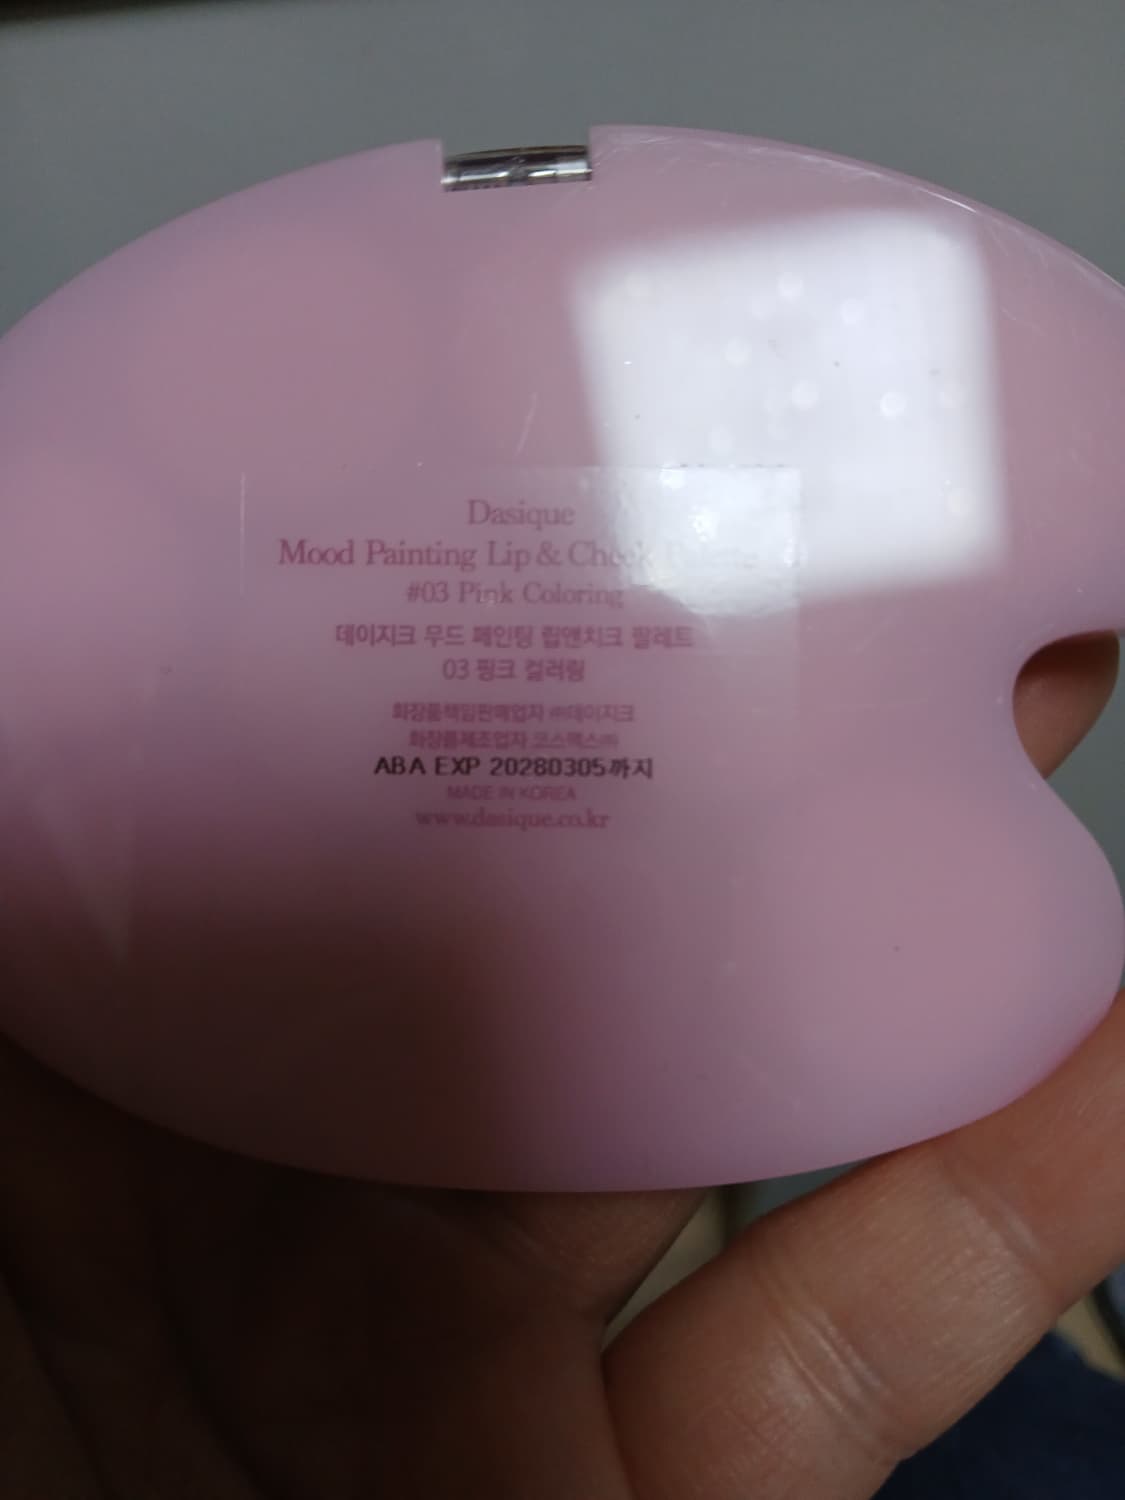 Dasique
Mood Painting Lip & Cheek Palette
#03 Pink Coloring
데이지크 무드 페인팅 립앤치크 팔레트
03 핑크 컬러링
화장품책임판매업자 ㈜데이지크
화장품제조업자 코스맥스㈜
ABA EXP 20280305까지
MADE IN KOREA
www.dasique.co.kr